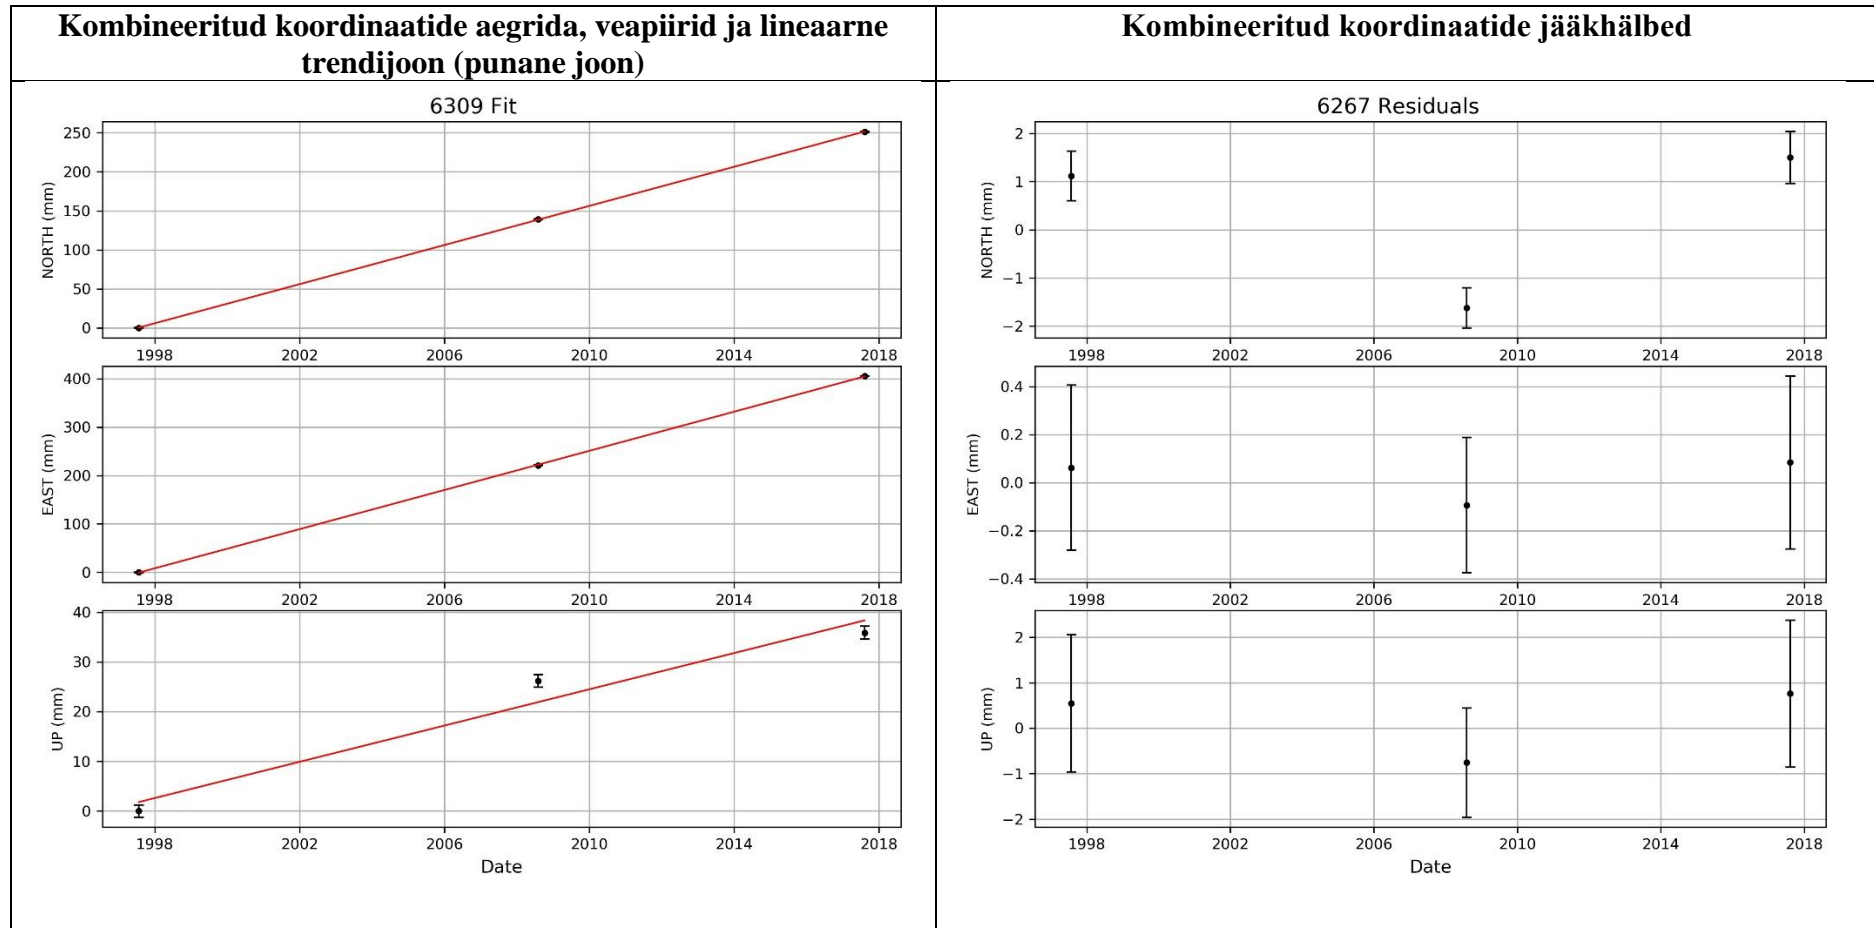 Kombineeritud koordinaatide aegrida, veapiirid ja lineaarne
trendijoon (punane joon)
6309 Fit
NORTH (mm)
250
200
150
100
50
0
1998 2002 2006 2010 2014 2018
EAST (mm)
400
300
200
100
0
1998 2002 2006 2010 2014 2018
UP (mm)
40
30
20
10
0
1998 2002 2006 2010 2014 2018
Date
Kombineeritud koordinaatide jääkhälbed
6267 Residuals
NORTH (mm)
2
1
0
−1
−2
1998 2002 2006 2010 2014 2018
EAST (mm)
0.4
0.2
0.0
−0.2
−0.4
1998 2002 2006 2010 2014 2018
UP (mm)
2
1
0
−1
−2
1998 2002 2006 2010 2014 2018
Date